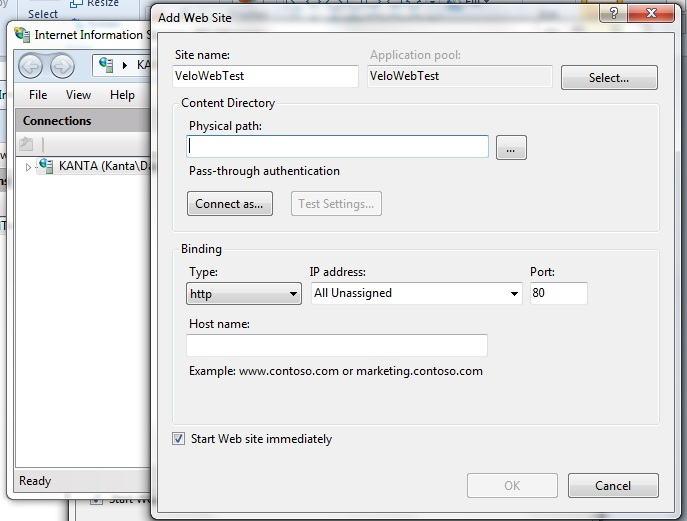 Resize
Select
Internet Information S
KA
File View Help
Connections
KANTA (Kanta\Da
Ready
Start We
Add Web Site
?
Site name: Application pool:
VeloWebTest VeloWebTest Select...
Content Directory
Physical path:
...
Pass-through authentication
Connect as... Test Settings...
Binding
Type: IP address: Port:
http All Unassigned 80
Host name:
Example: www.contoso.com or marketing.contoso.com
Start Web site immediately
OK Cancel